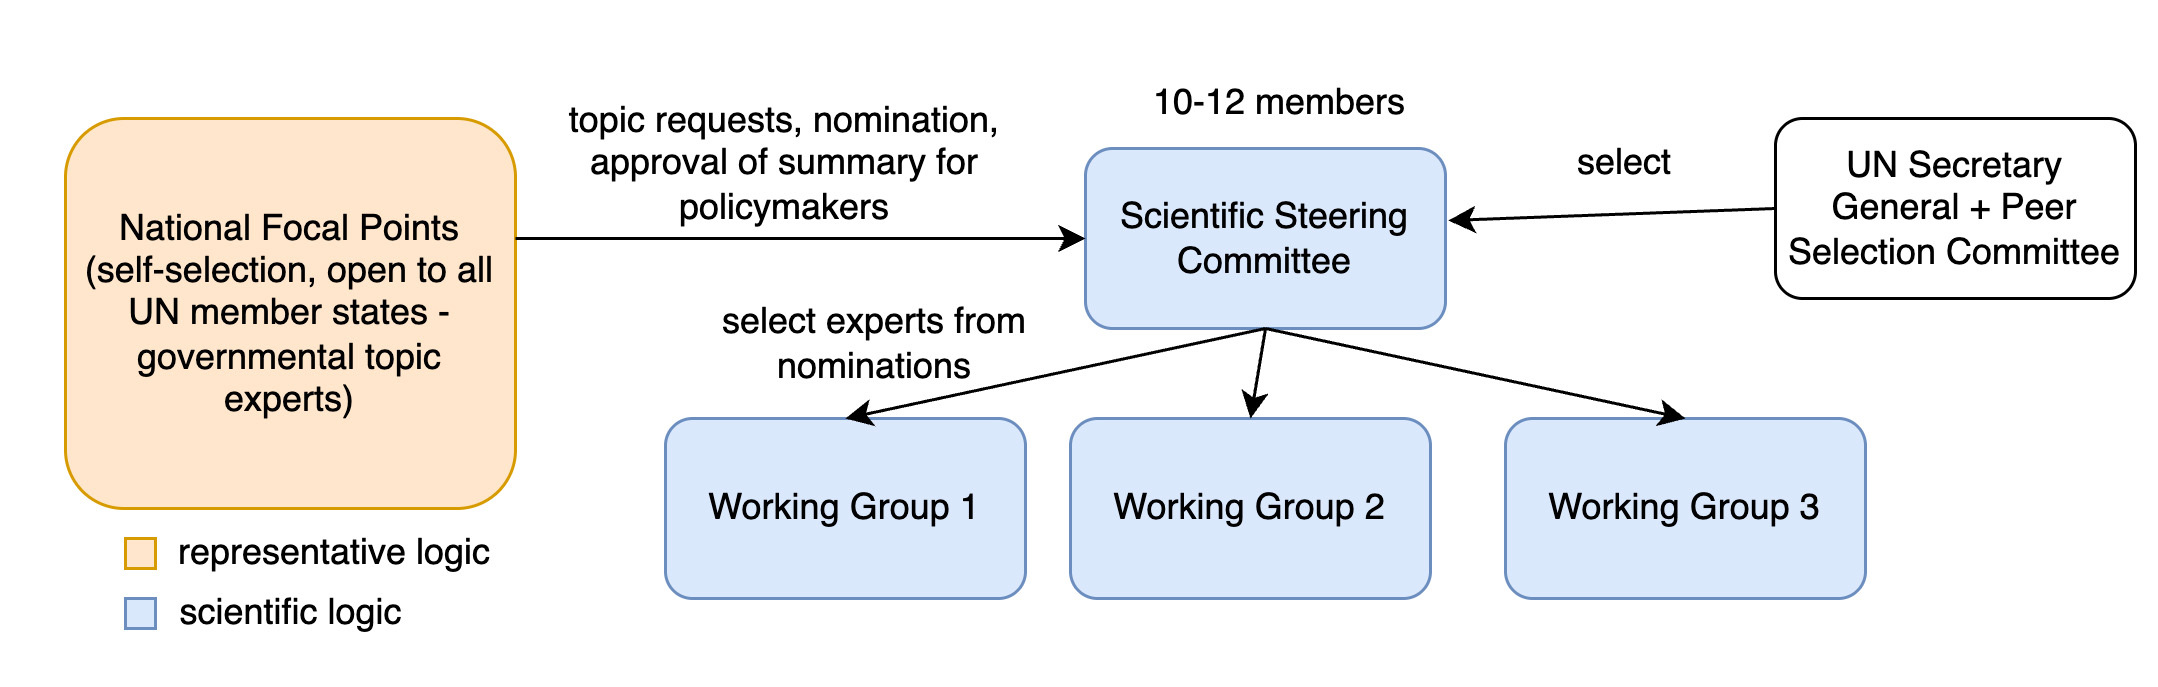 National Focal Points
(self-selection, open to all
UN member states -
governmental topic
experts)
topic requests, nomination,
approval of summary for
policymakers
10-12 members
Scientific Steering
Committee
select
UN Secretary
General + Peer
Selection Committee
select experts from
nominations
Working Group 1
Working Group 2
Working Group 3
representative logic
scientific logic